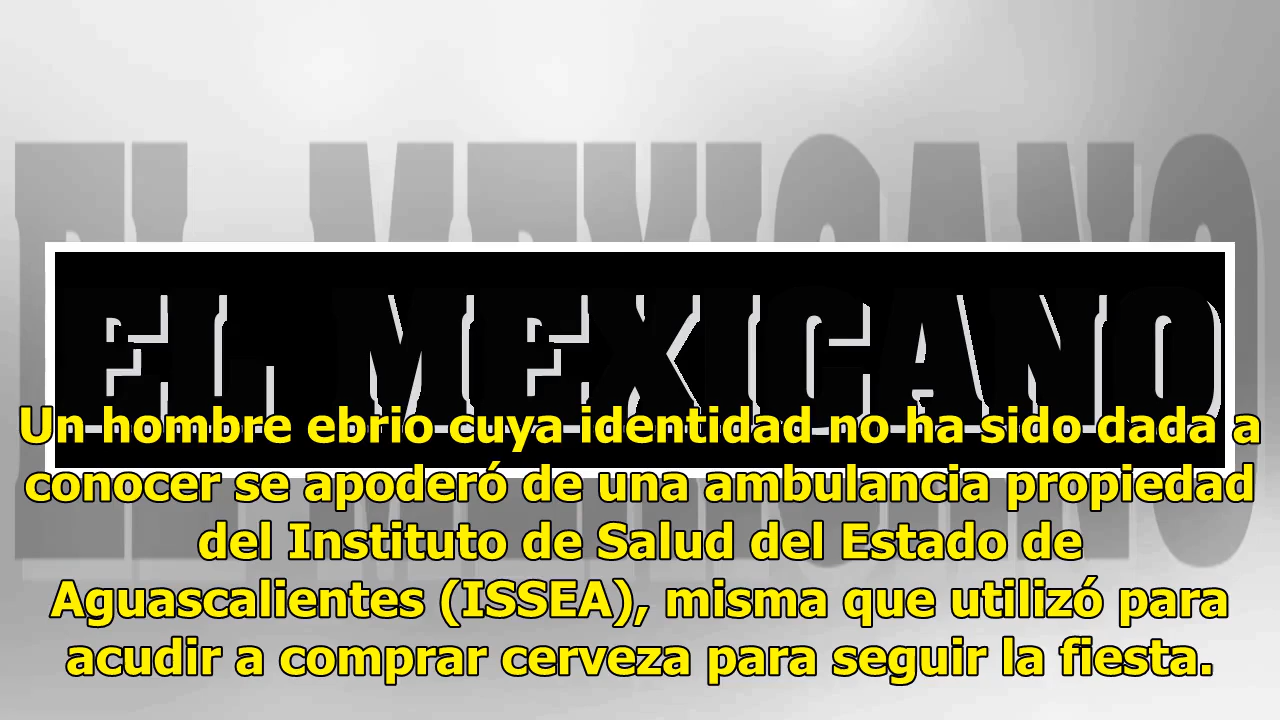 EL MEXICANO
EL MEXICANO
Un hombre ebrio cuya identidad no ha sido dada a
conocer se apoderó de una ambulancia propiedad
del Instituto de Salud del Estado de
Aguascalientes (ISSEA), misma que utilizó para
acudir a comprar cerveza para seguir la fiesta.